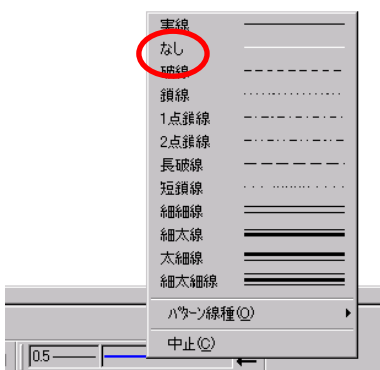 実線
なし
破線
鎖線
1点鎖線
2点鎖線
長破線
短鎖線
細細線
細太線
太細線
細太細線
ﾊﾟﾀｰﾝ線種(O)
中止(C)
0.5